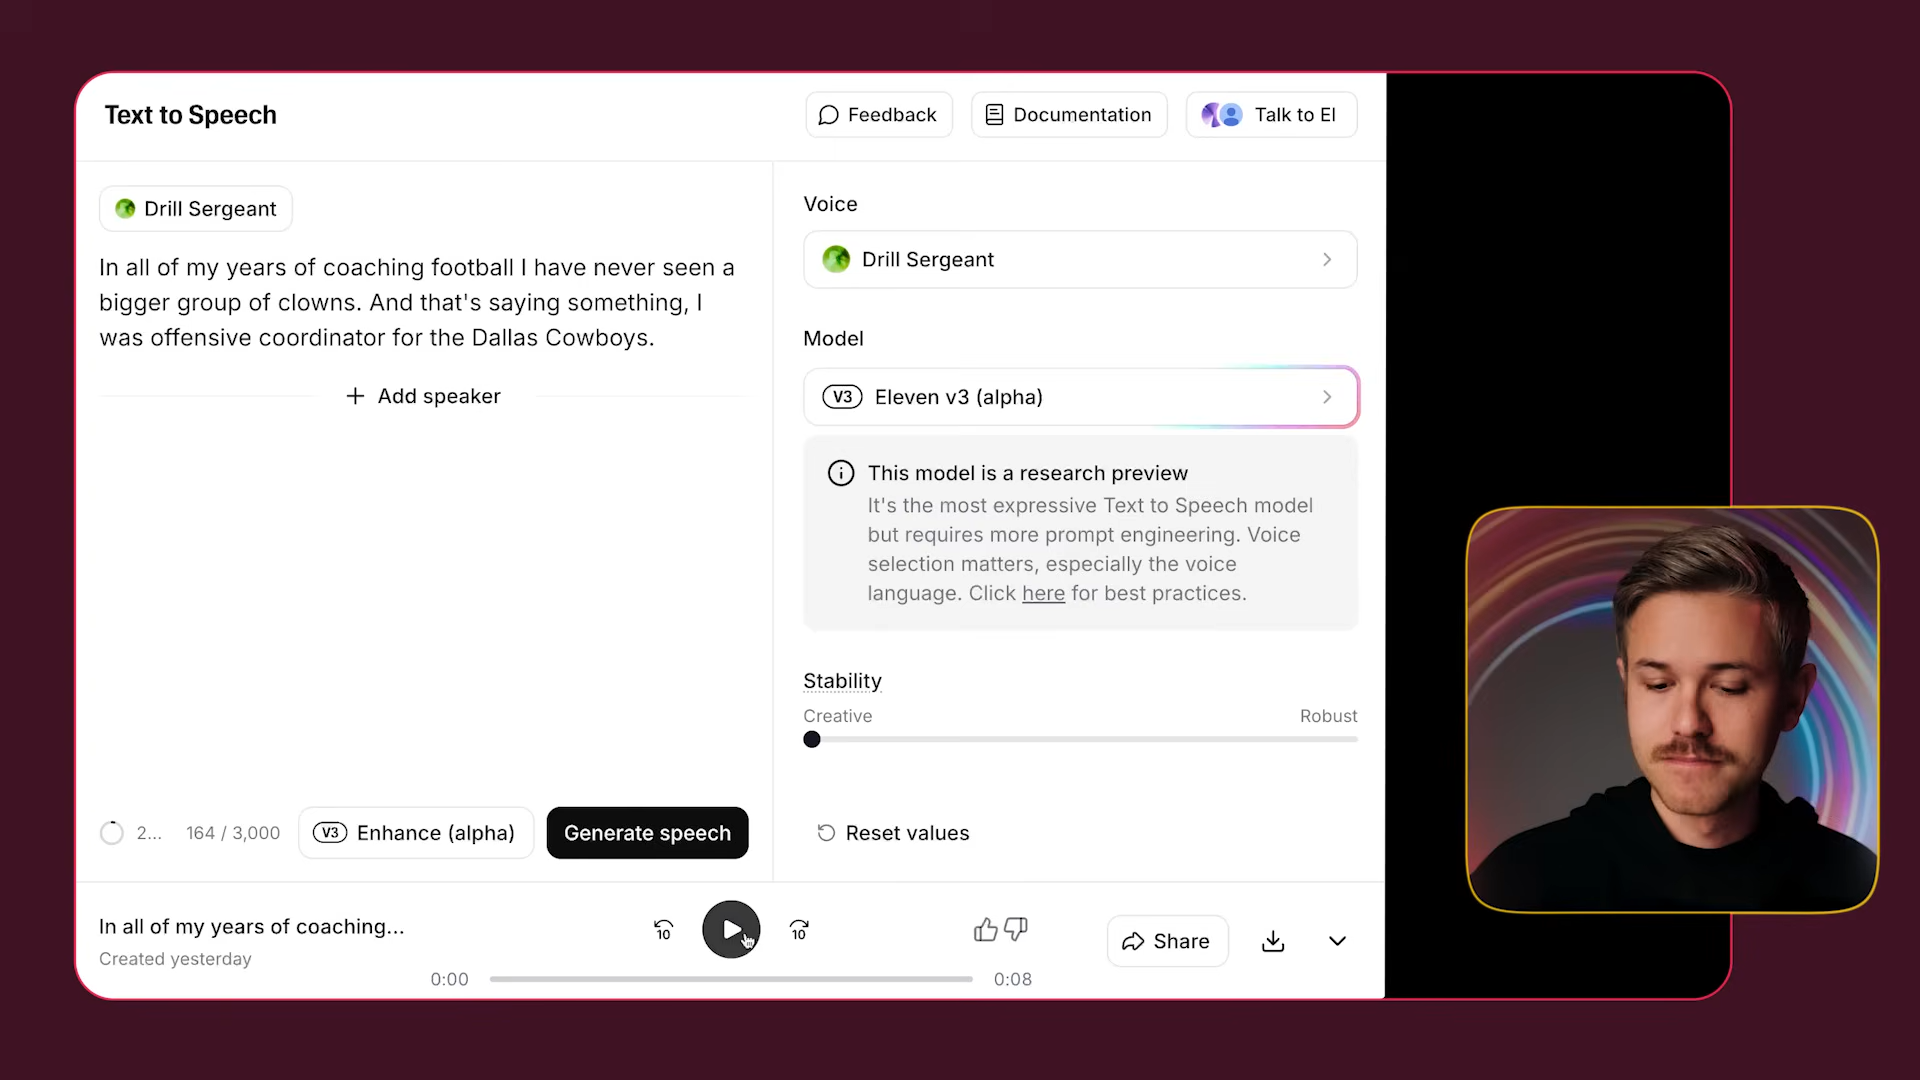 Text to Speech
Feedback
Documentation
Talk to El
Drill Sergeant
In all of my years of coaching football I have never seen a
bigger group of clowns. And that's saying something, I
was offensive coordinator for the Dallas Cowboys.
Add speaker
2...
164 / 3,000
V3 Enhance (alpha)
Generate speech
Voice
Drill Sergeant
Model
V3 Eleven v3 (alpha)
This model is a research preview
It's the most expressive Text to Speech model
but requires more prompt engineering. Voice
selection matters, especially the voice
language. Click here for best practices.
Stability
Creative
Robust
Reset values
In all of my years of coaching...
Created yesterday
10
10
0:00
0:08
Share